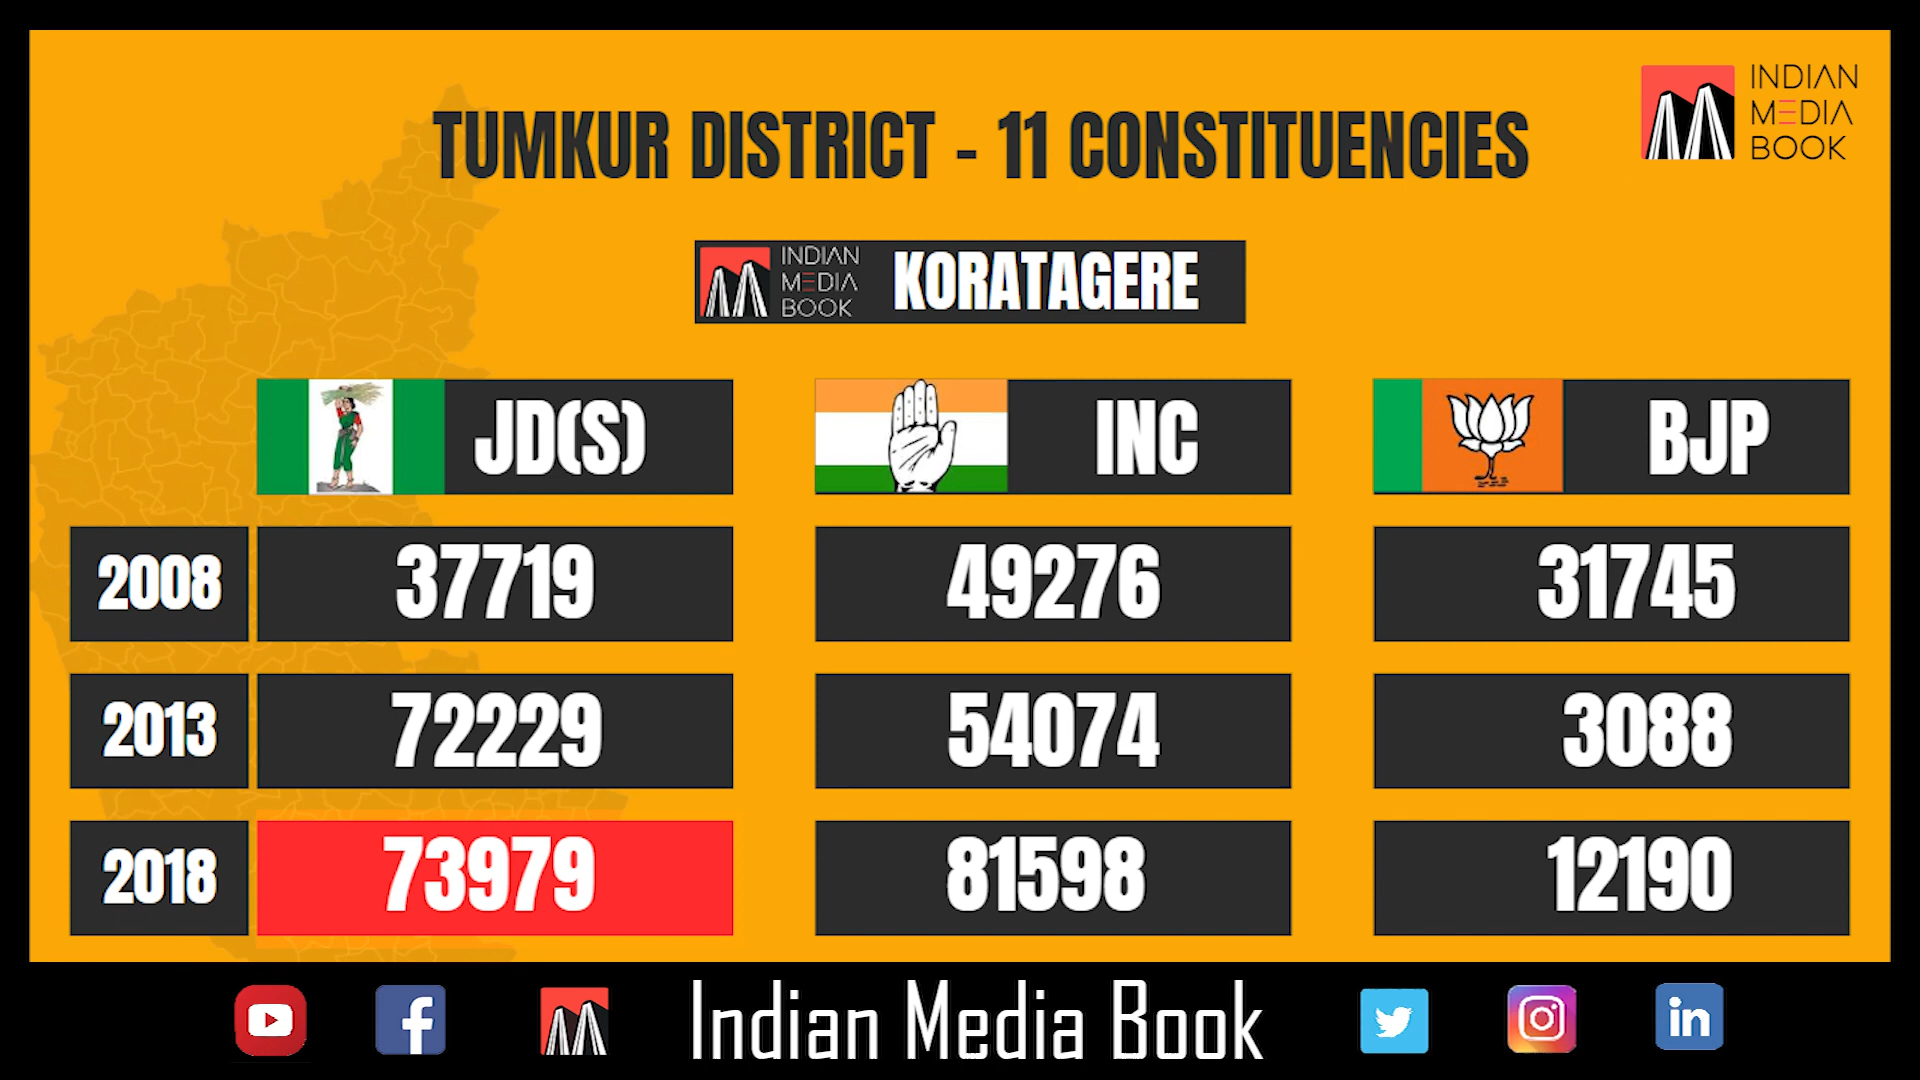 INDIAN
MEDIA
BOOK
TUMKUR DISTRICT - 11 CONSTITUENCIES
INDIAN
MEDIA
BOOK
KORATAGERE
JD(S) INC BJP
2008 37719 49276 31745
2013 72229 54074 3088
2018 73979 81598 12190
Indian Media Book